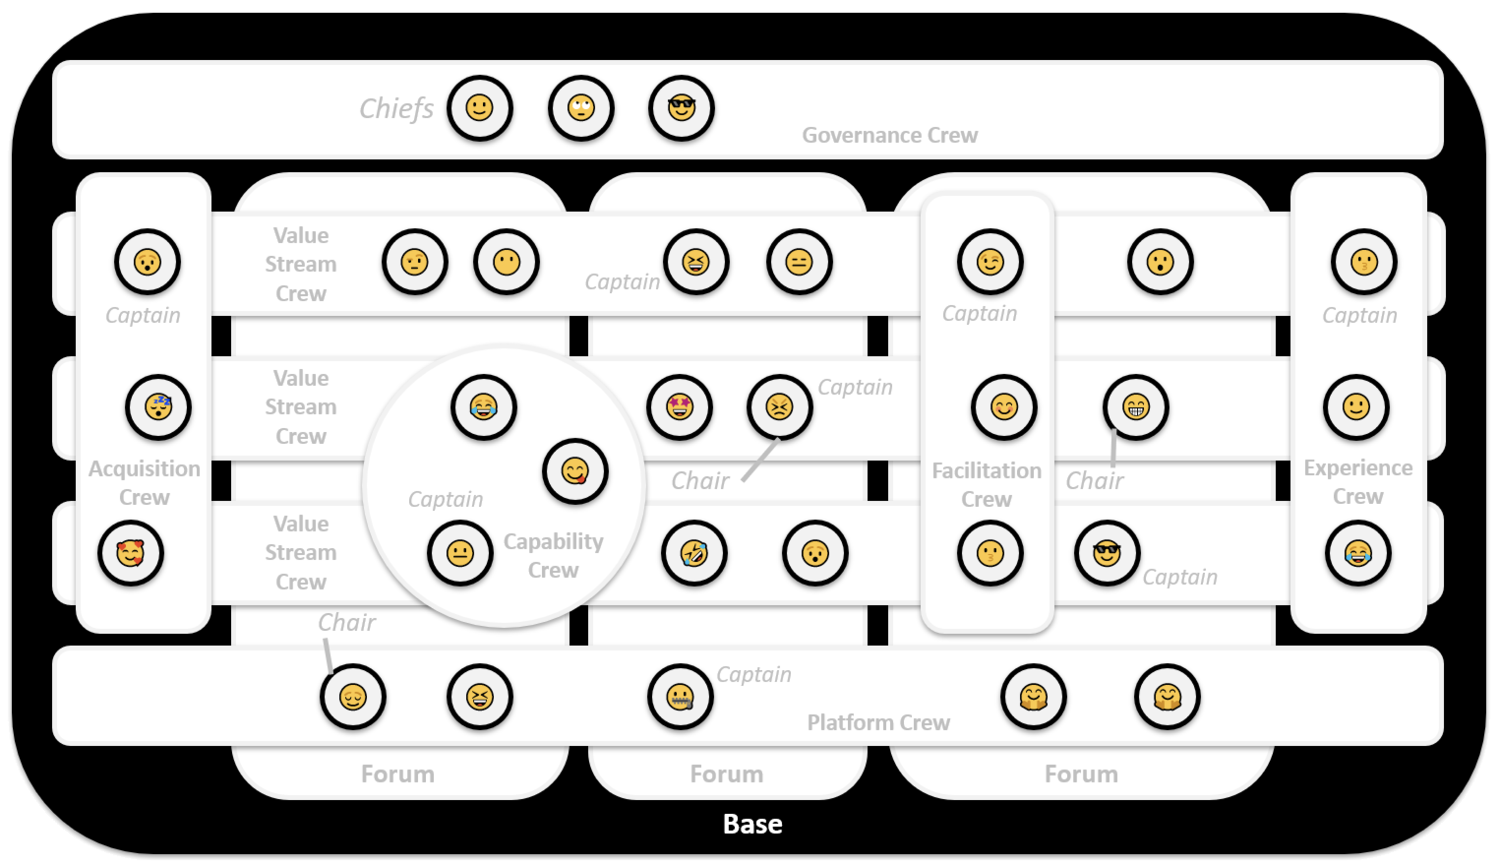 Chiefs
Governance Crew
Value
Stream
Crew
Captain
Captain
Captain
Captain
Value
Stream
Crew
Captain
Acquisition
Crew
Chair
Facilitation
Crew
Chair
Experience
Crew
Captain
Capability
Crew
Value
Stream
Crew
Captain
Chair
Captain
Platform Crew
Forum
Forum
Forum
Base